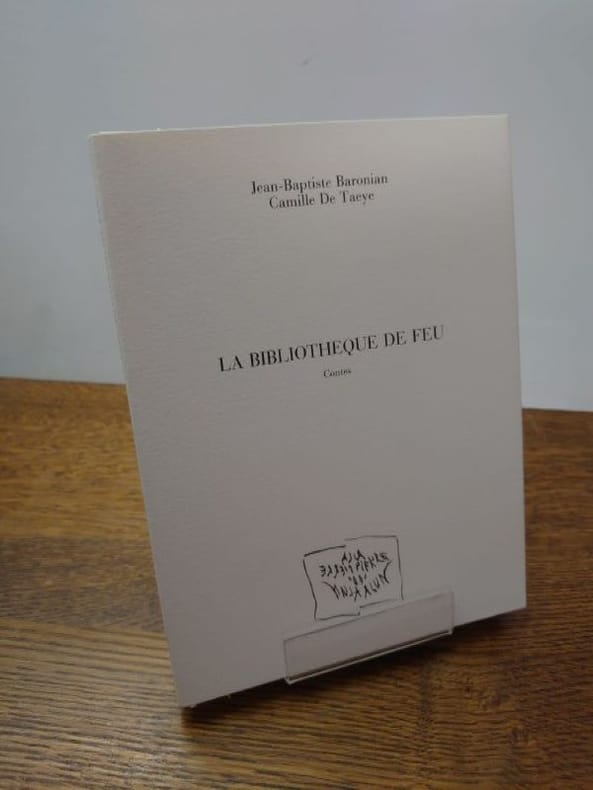 Jean-Baptiste Baronian
Camille De Taeye
LA BIBLIOTHEQUE DE FEU
Contes